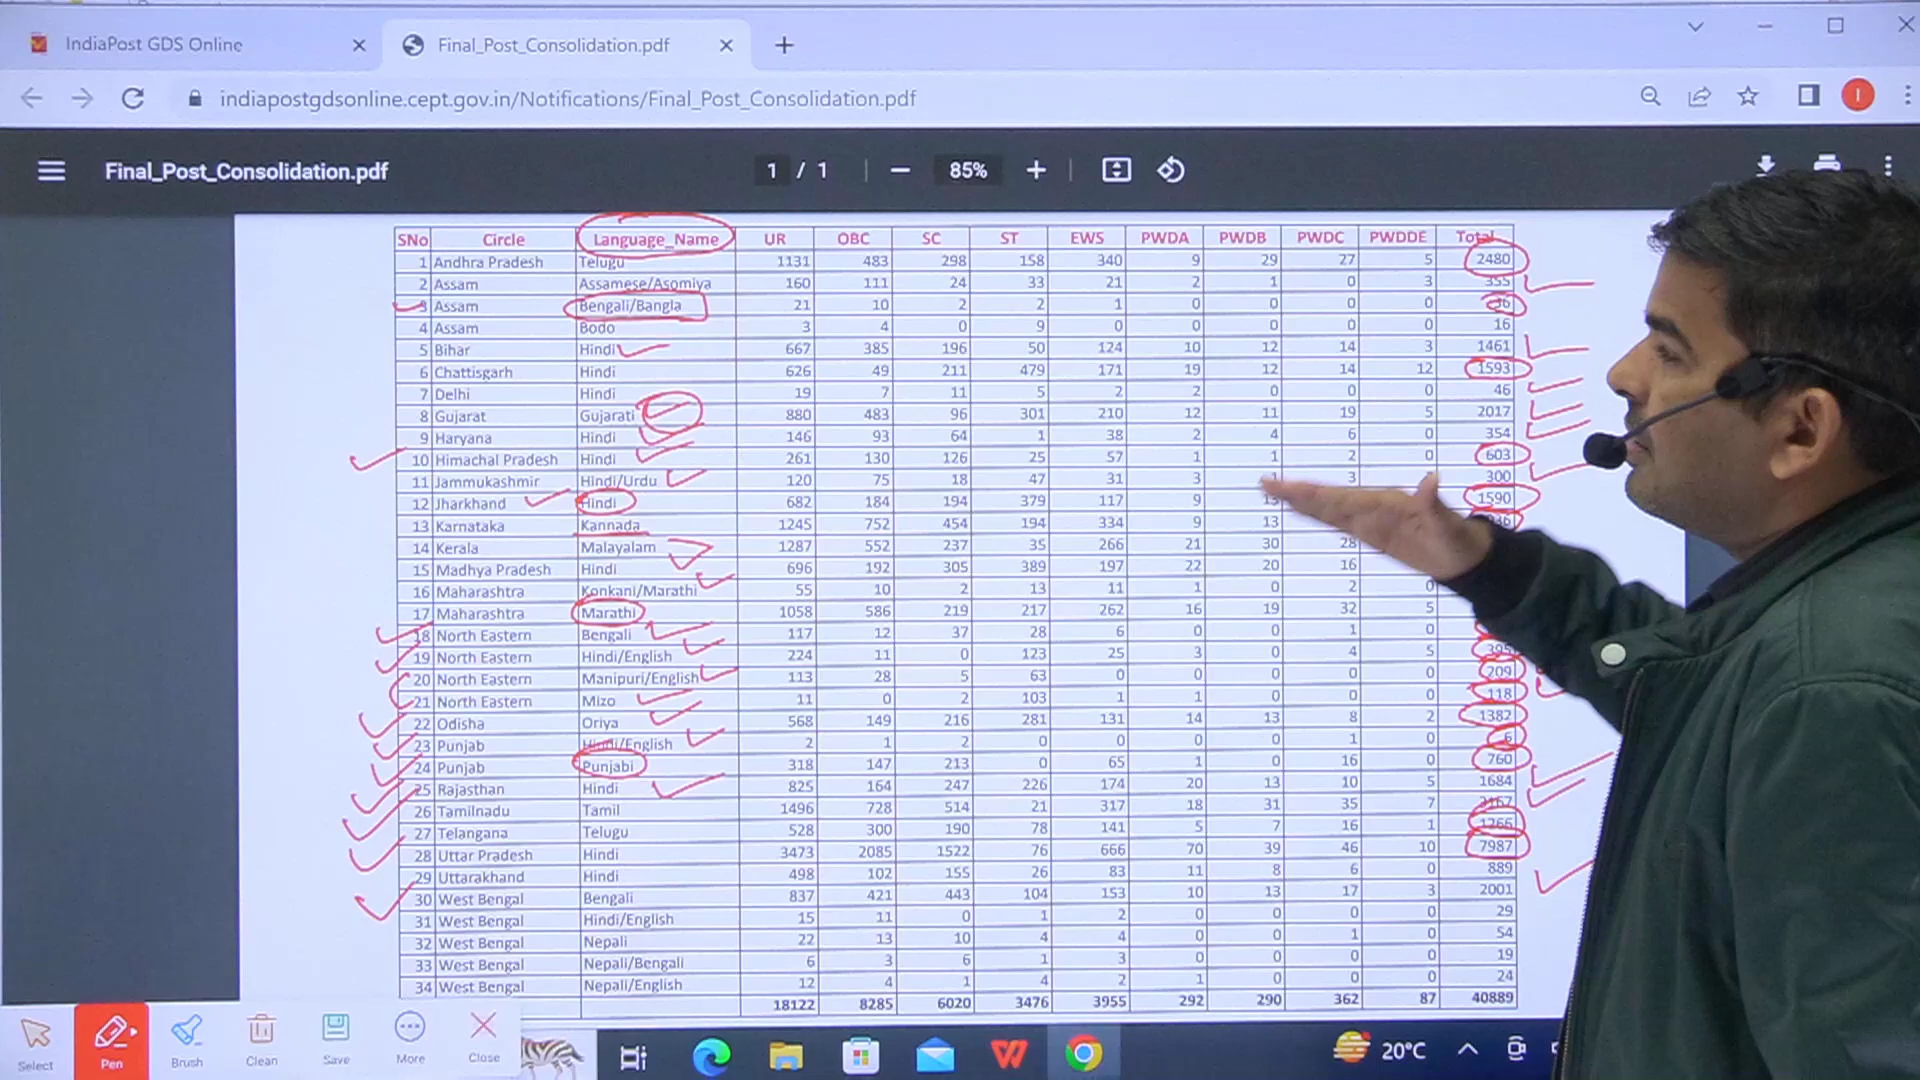 IndiaPost GDS Online
Final_Post_Consolidation.pdf
indiapostgdsonline.cept.gov.in/Notifications/Final_Post_Consolidation.pdf
I
Final_Post_Consolidation.pdf
1 / 1
85%
SNo Circle Language_Name UR OBC SC ST EWS PWDA PWDB PWDC PWDDE Total
1 Andhra Pradesh Telugu 1131 483 298 158 340 9 29 27 5 2480
2 Assam Assamese/Asomiya 160 111 24 33 21 2 1 0 3 355
3 Assam Bengali/Bangla 21 10 2 2 1 0 0 0 0 36
4 Assam Bodo 3 4 0 9 0 0 0 0 0 16
5 Bihar Hindi 667 385 196 50 124 10 12 14 3 1461
6 Chattisgarh Hindi 626 49 211 479 171 19 12 14 12 1593
7 Delhi Hindi 19 7 11 5 2 2 0 0 0 46
8 Gujarat Gujarati 880 483 96 301 210 12 11 19 5 2017
9 Haryana Hindi 146 93 64 1 38 2 4 6 0 354
10 Himachal Pradesh Hindi 261 130 126 25 57 1 1 2 0 603
11 Jammukashmir Hindi/Urdu 120 75 18 47 31 3 1 3 300
12 Jharkhand Hindi 682 184 194 379 117 9 1590
13 Karnataka Kannada 1245 752 454 194 334 9 13
14 Kerala Malayalam 1287 552 237 35 266 21 30 28
15 Madhya Pradesh Hindi 696 192 305 389 197 22 20 16
16 Maharashtra Konkani/Marathi 55 10 2 13 11 1 0 2 0
17 Maharashtra Marathi 1058 586 219 217 262 16 19 32 5
18 North Eastern Bengali 117 12 37 28 6 0 0 1 0
19 North Eastern Hindi/English 224 11 0 123 25 3 0 4 5 395
20 North Eastern Manipuri/English 113 28 5 63 0 0 0 0 0 209
21 North Eastern Mizo 11 0 2 103 1 1 0 0 0 118
22 Odisha Oriya 568 149 216 281 131 14 13 8 2 1382
23 Punjab Hindi/English 2 1 2 0 0 0 0 1 0 6
24 Punjab Punjabi 318 147 213 0 65 1 0 16 0 760
25 Rajasthan Hindi 825 164 247 226 174 20 13 10 5 1684
26 Tamilnadu Tamil 1496 728 514 21 317 18 31 35 7 3167
27 Telangana Telugu 528 300 190 78 141 5 7 16 1 1266
28 Uttar Pradesh Hindi 3473 2085 1522 76 666 70 39 46 10 7987
29 Uttarakhand Hindi 498 102 155 26 83 11 8 6 0 889
30 West Bengal Bengali 837 421 443 104 153 10 13 17 3 2001
31 West Bengal Hindi/English 15 11 0 1 2 0 0 0 0 29
32 West Bengal Nepali 22 13 10 4 4 0 0 1 0 54
33 West Bengal Nepali/Bengali 6 3 6 1 3 0 0 0 0 19
34 West Bengal Nepali/English 12 4 1 4 2 1 0 0 0 24
18122 8285 6020 3476 3955 292 290 362 87 40889
Select Pen Brush Clean Save More Close
20°C